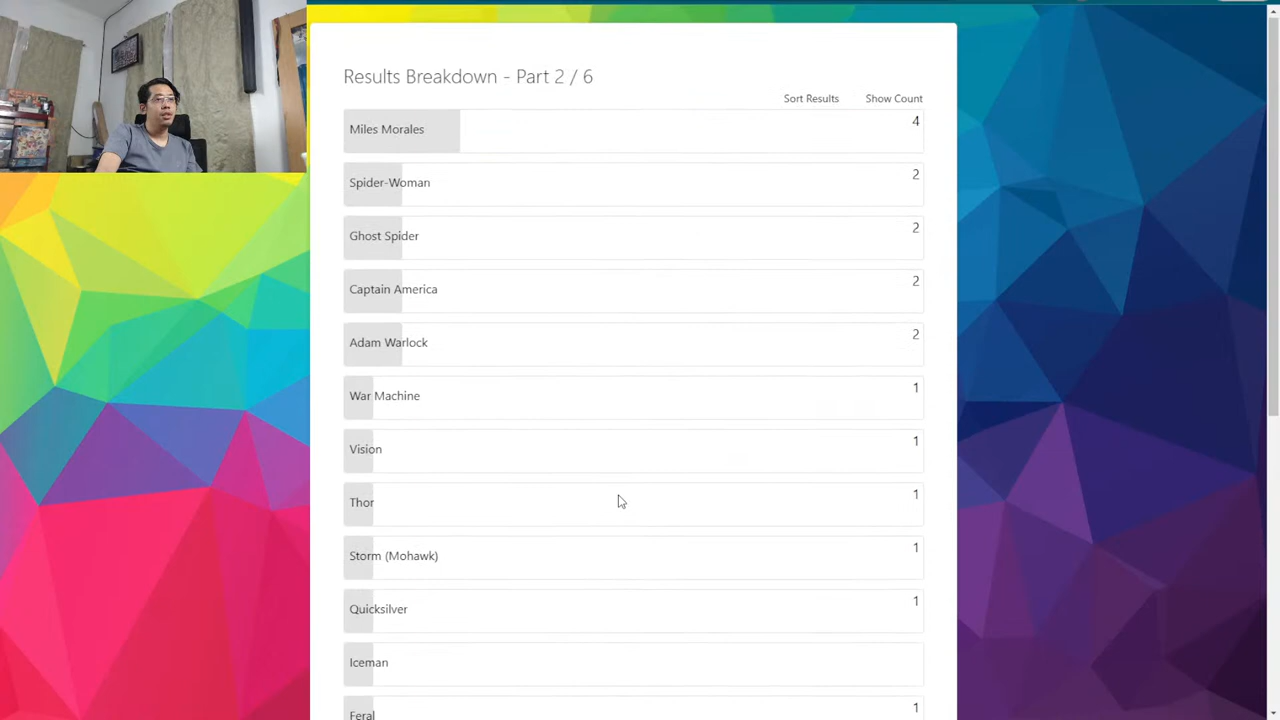 Results Breakdown - Part 2 / 6
Sort Results Show Count
Miles Morales 4
Spider-Woman 2
Ghost Spider 2
Captain America 2
Adam Warlock 2
War Machine 1
Vision 1
Thor 1
Storm (Mohawk) 1
Quicksilver 1
Iceman
Feral 1